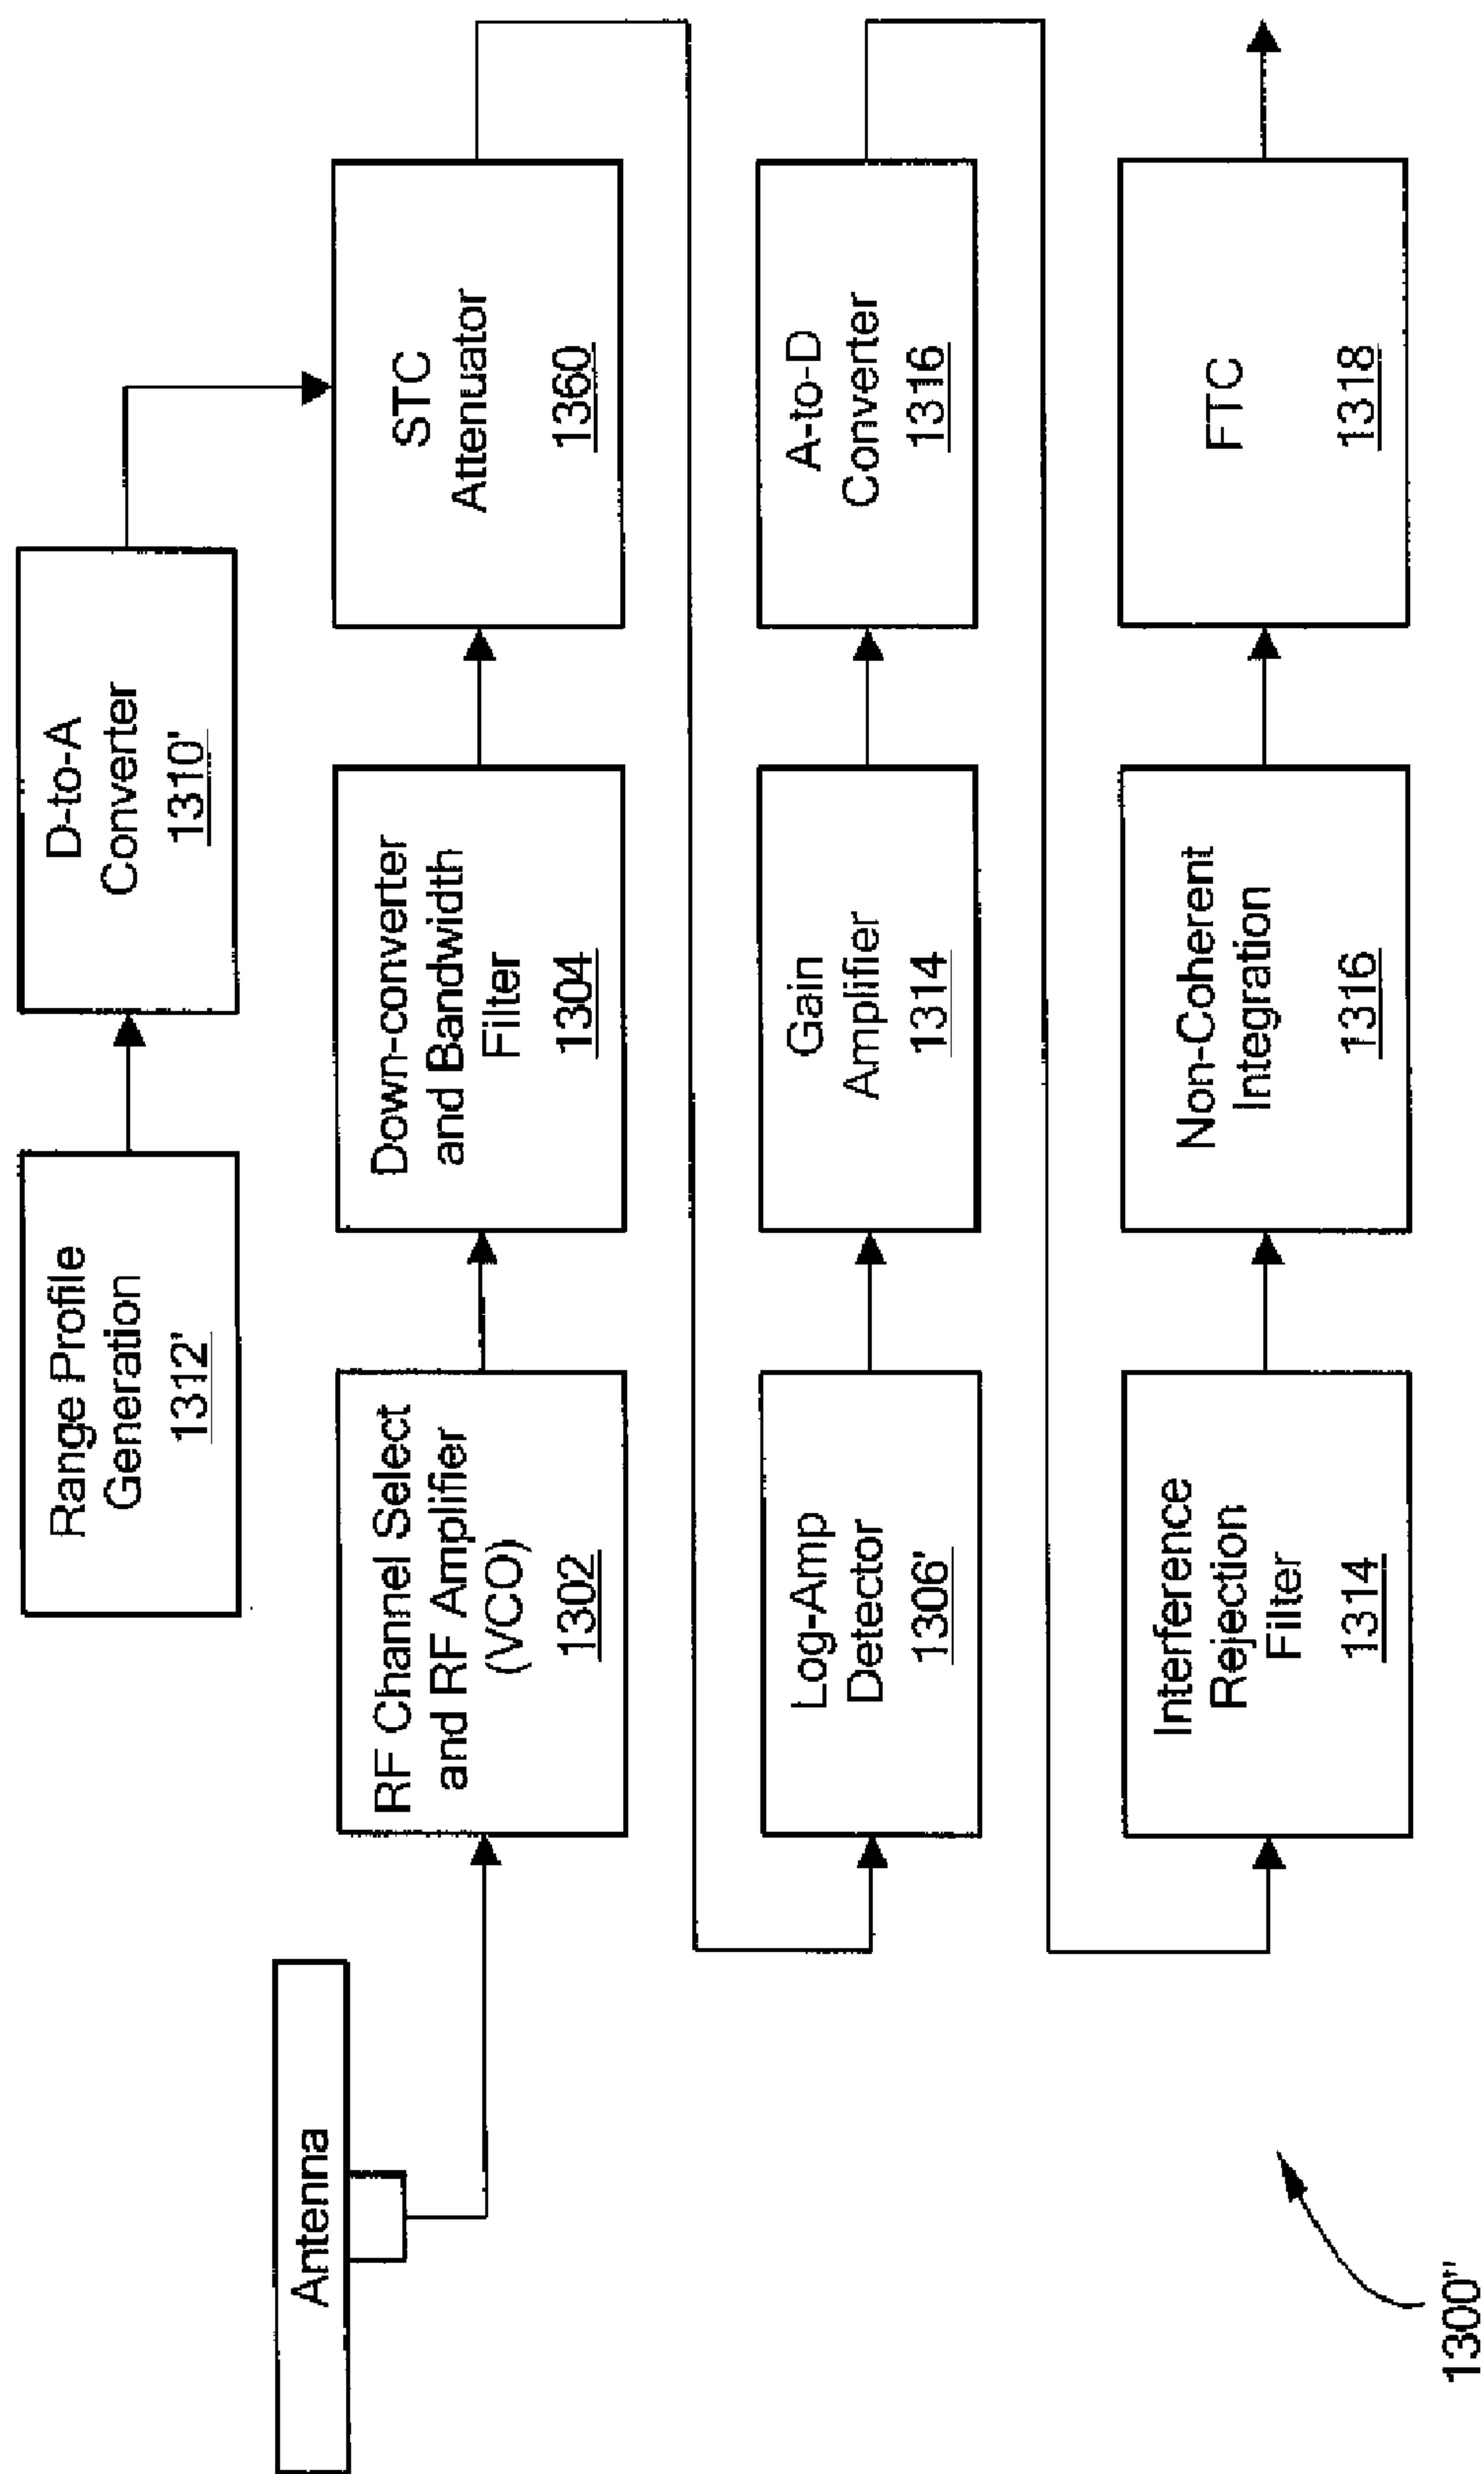 Range Profile
Generation
1312'
D-to-A
Converter
1310'
Antenna
RF Channel Select
and RF Amplifier
(VCO)
1302
Down-converter
and Bandwidth
Filter
1304
STC
Attenuator
1360
Log-Amp
Detector
1306'
Gain
Amplifier
1314
A-to-D
Converter
1316
Interference
Rejection
Filter
1314
Non-Coherent
Integration
1316
FTC
1318
1300"